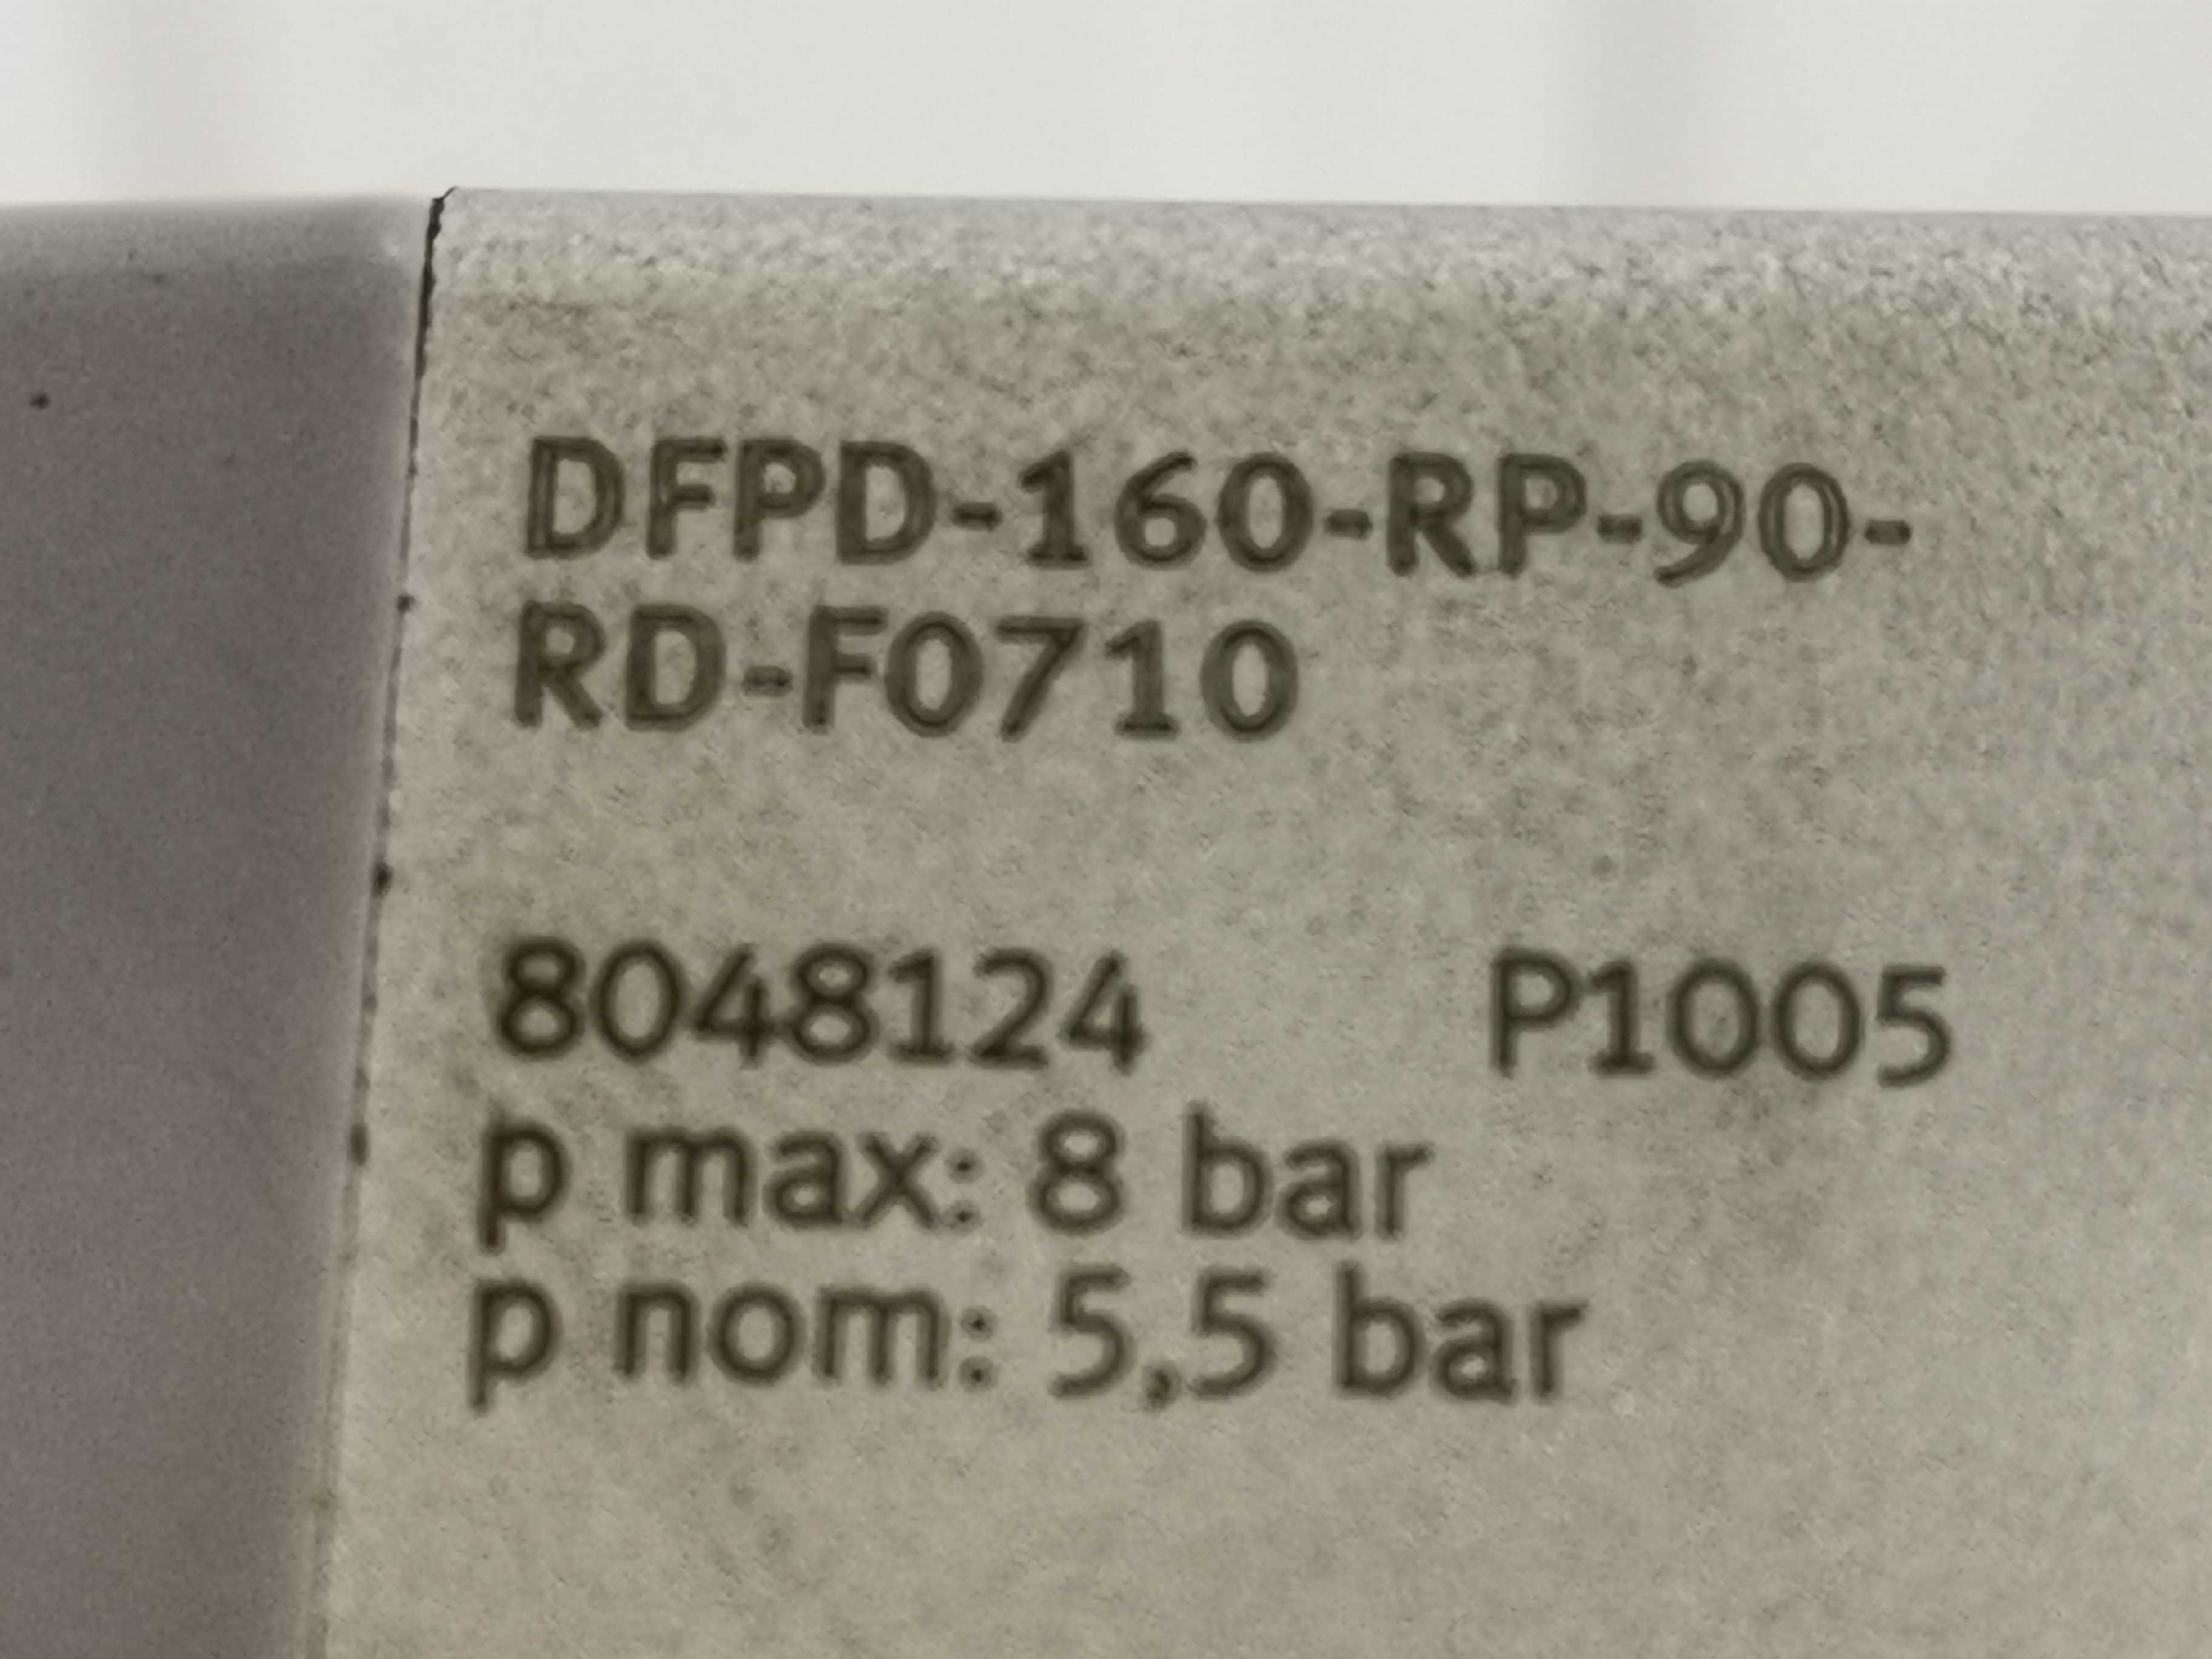 DFPD-160-RP-90-
RD-F0710
8048124 P1005
p max: 8 bar
p nom: 5,5 bar